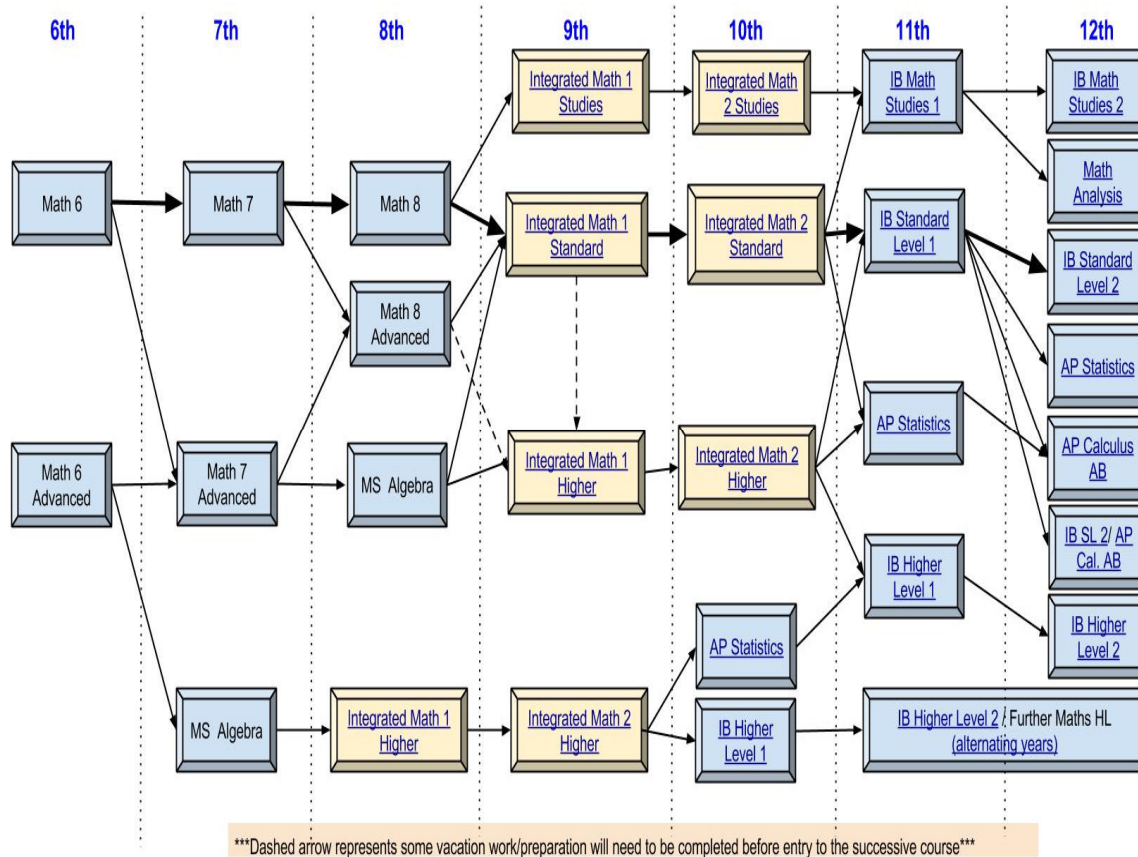 6th 7th 8th 9th 10th 11th 12th
Integrated Math 1
Studies
Integrated Math
2 Studies
IB Math
Studies 1
IB Math
Studies 2
Math
Analysis
Math 6
Math 7
Math 8
Integrated Math 1
Standard
Integrated Math 2
Standard
IB Standard
Level 1
IB Standard
Level 2
Math 8
Advanced
AP Statistics
AP Statistics
Math 6
Advanced
Math 7
Advanced
MS Algebra
Integrated Math 1
Higher
Integrated Math 2
Higher
AP Calculus
AB
IB SL 2/ AP
Cal. AB
IB Higher
Level 1
IB Higher
Level 2
AP Statistics
MS Algebra
Integrated Math 1
Higher
Integrated Math 2
Higher
IB Higher
Level 1
IB Higher Level 2 / Further Maths HL
(alternating years)
***Dashed arrow represents some vacation work/preparation will need to be completed before entry to the successive course***